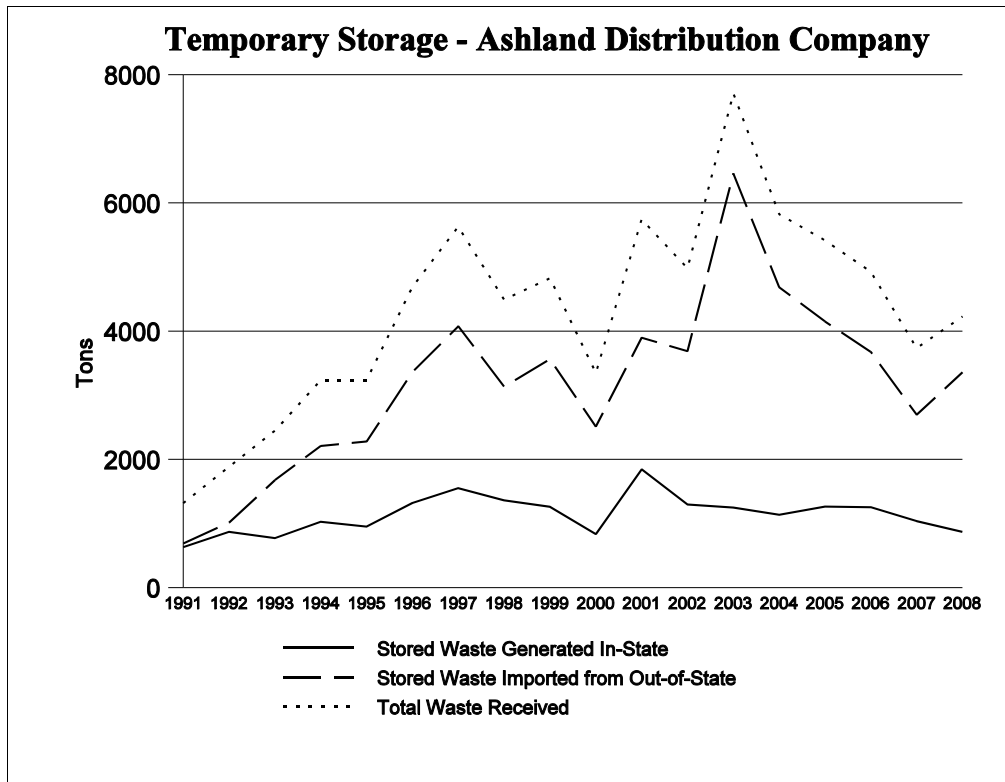 Temporary Storage - Ashland Distribution Company
8000
6000
4000
2000
0
Tons
1991 1992 1993 1994 1995 1996 1997 1998 1999 2000 2001 2002 2003 2004 2005 2006 2007 2008
Stored Waste Generated In-State
Stored Waste Imported from Out-of-State
Total Waste Received